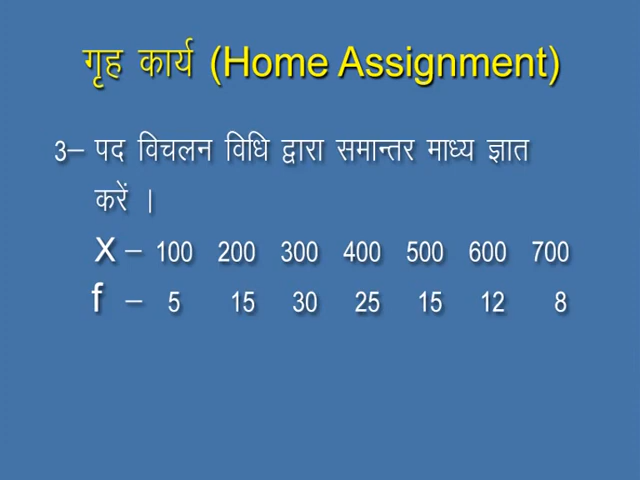 गृह कार्य (Home Assignment)
3– पद विचलन विधि द्वारा समान्तर माध्य ज्ञात
करें ।
X – 100 200 300 400 500 600 700
f – 5 15 30 25 15 12 8